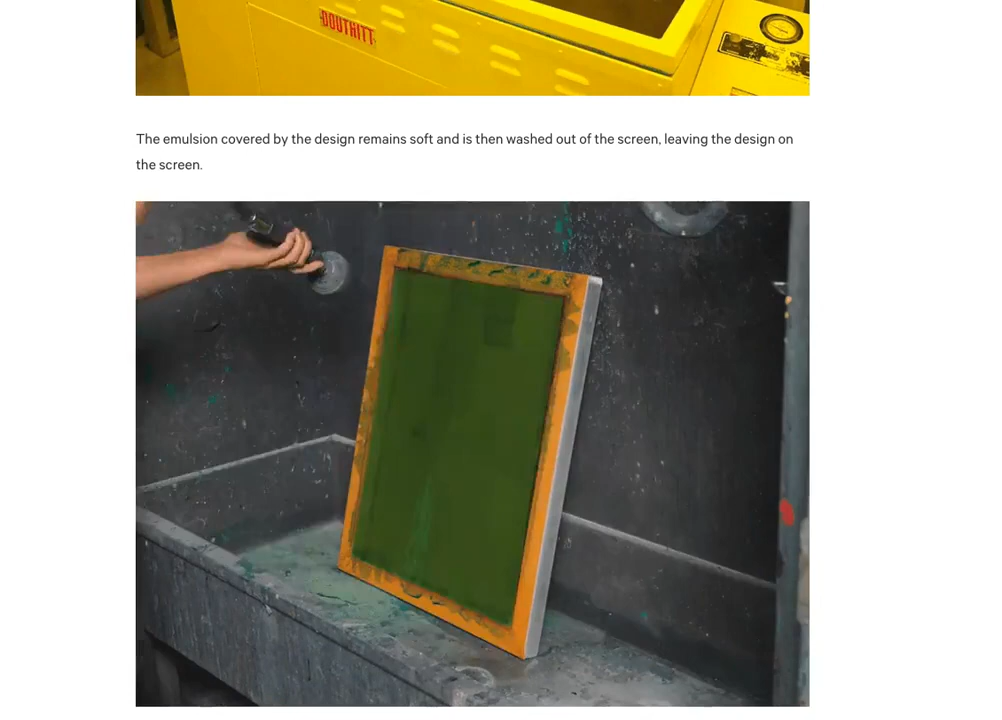 DOUTHITT
The emulsion covered by the design remains soft and is then washed out of the screen, leaving the design on
the screen.